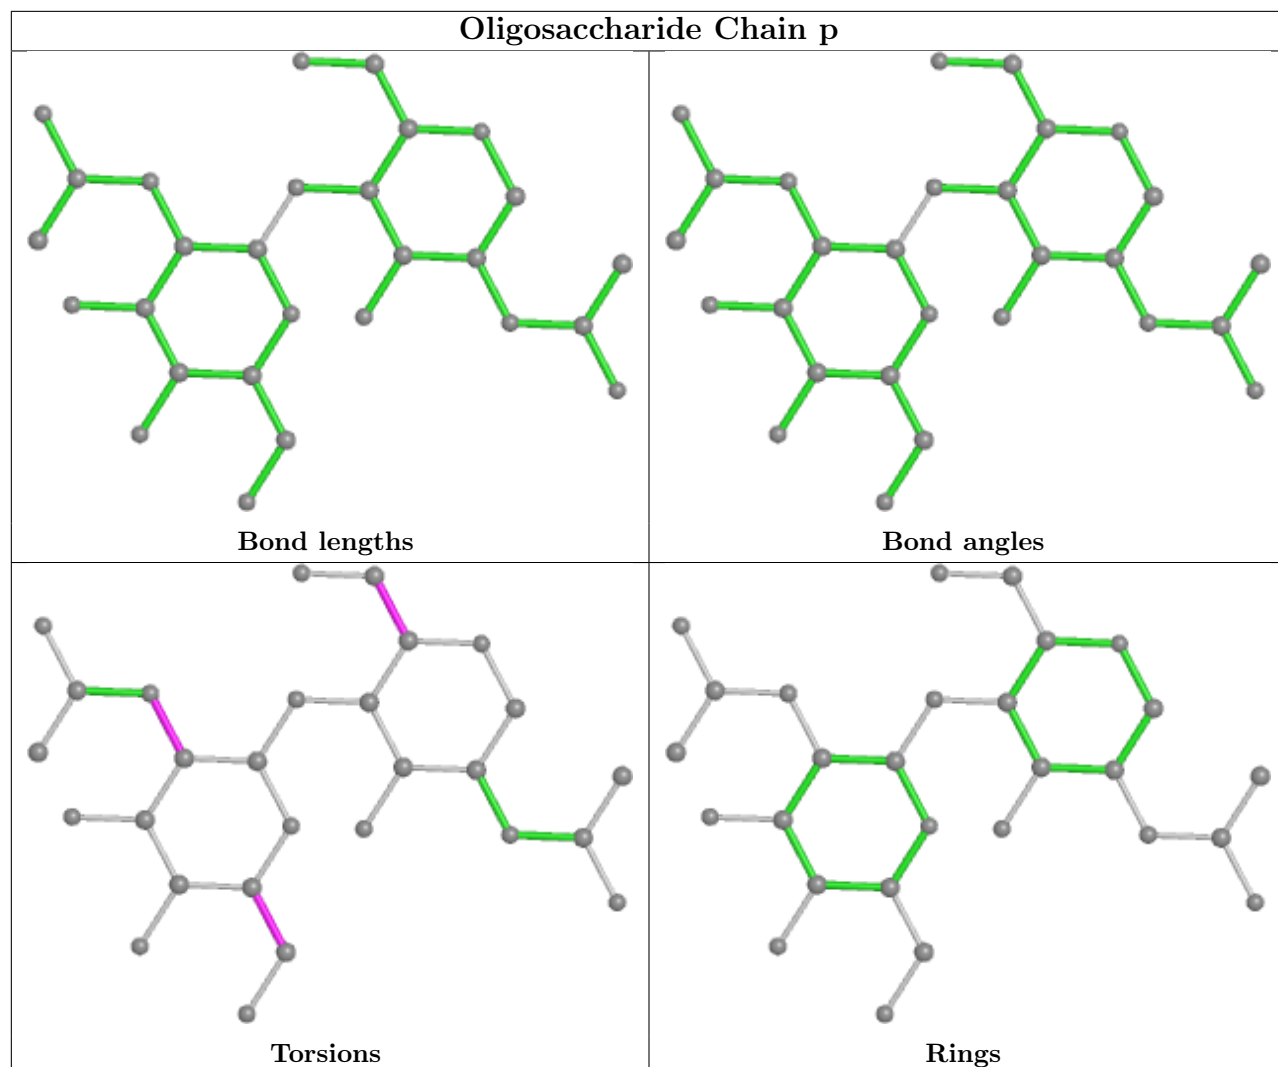 Oligosaccharide Chain p
Bond lengths
Bond angles
Torsions
Rings